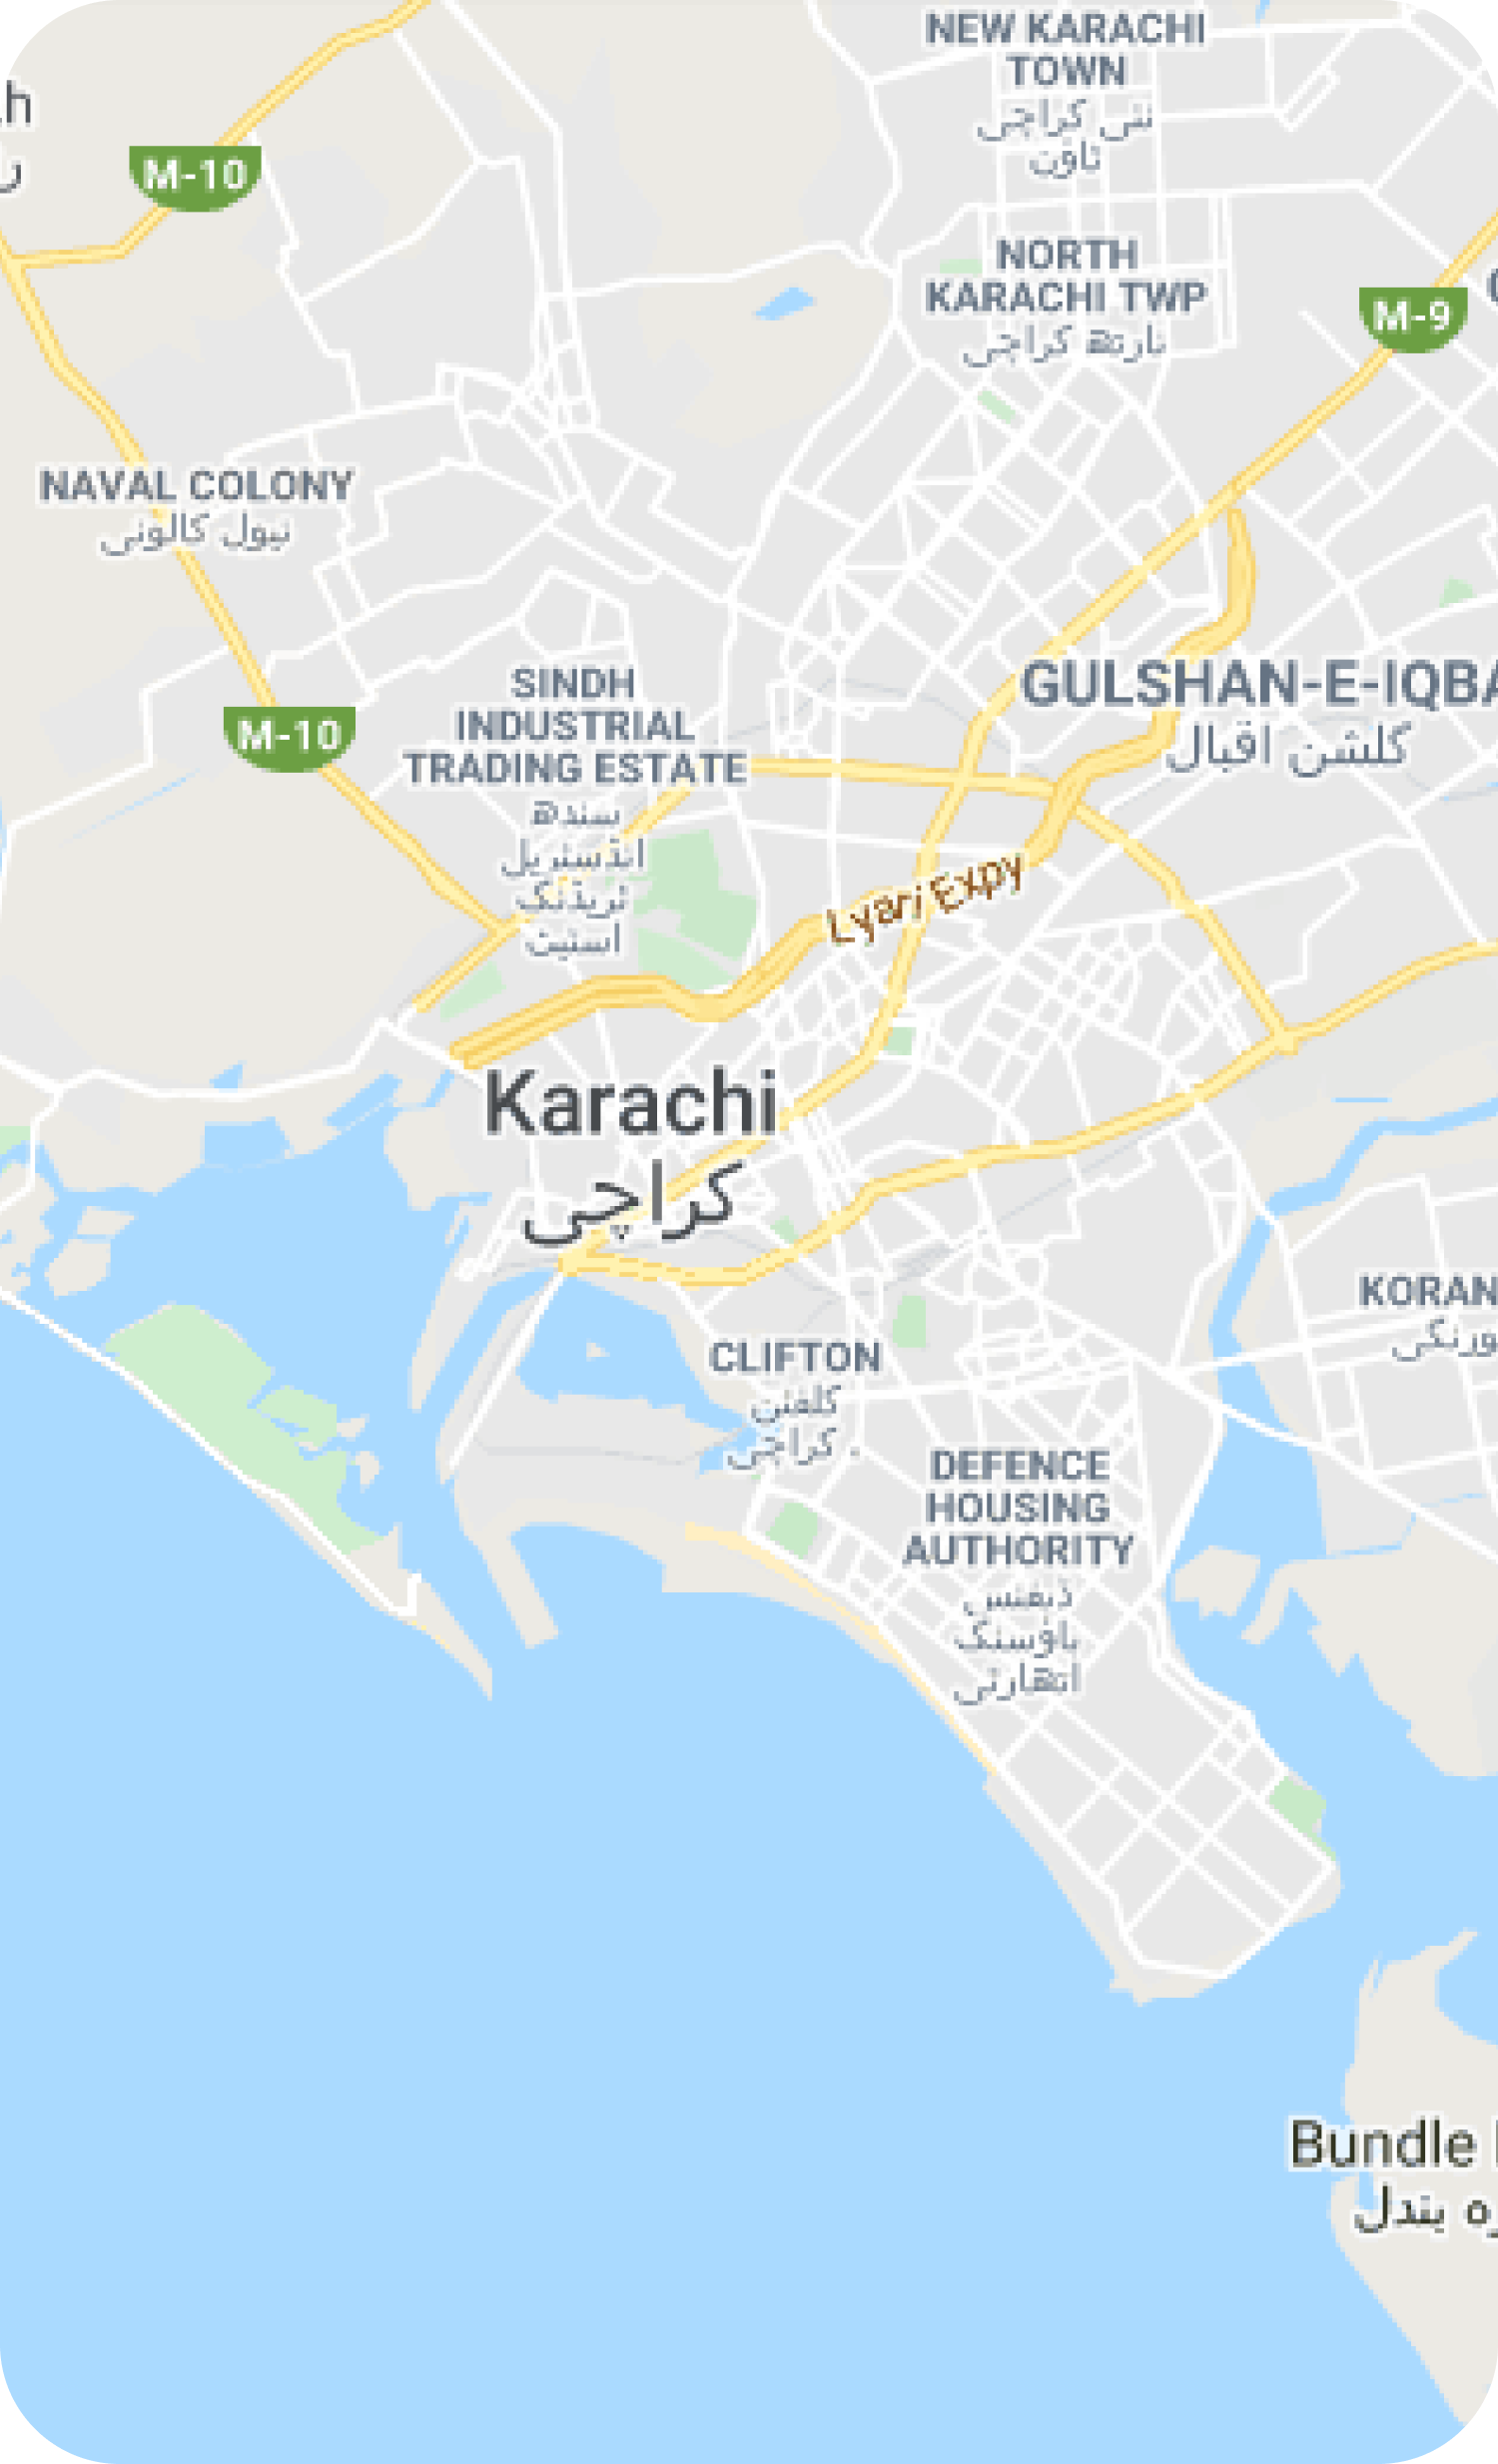 NEW KARACHI
TOWN
نئی کراچی
ٹاؤن
M-10
NORTH
KARACHI TWP
نارتھ کراچی
M-9
NAVAL COLONY
نیول کالونی
SINDH
INDUSTRIAL
TRADING ESTATE
سندھ
انڈسٹریل
ٹریڈنگ
اسٹیٹ
M-10
GULSHAN-E-IQBA
گلشن اقبال
Lyari Expy
Karachi
کراچی
KORAN
ورنگی
CLIFTON
کلفٹن
کراچی .
DEFENCE
HOUSING
AUTHORITY
ڈیفنس
ہاؤسنگ
اتھارٹی
Bundle
ہ بندل